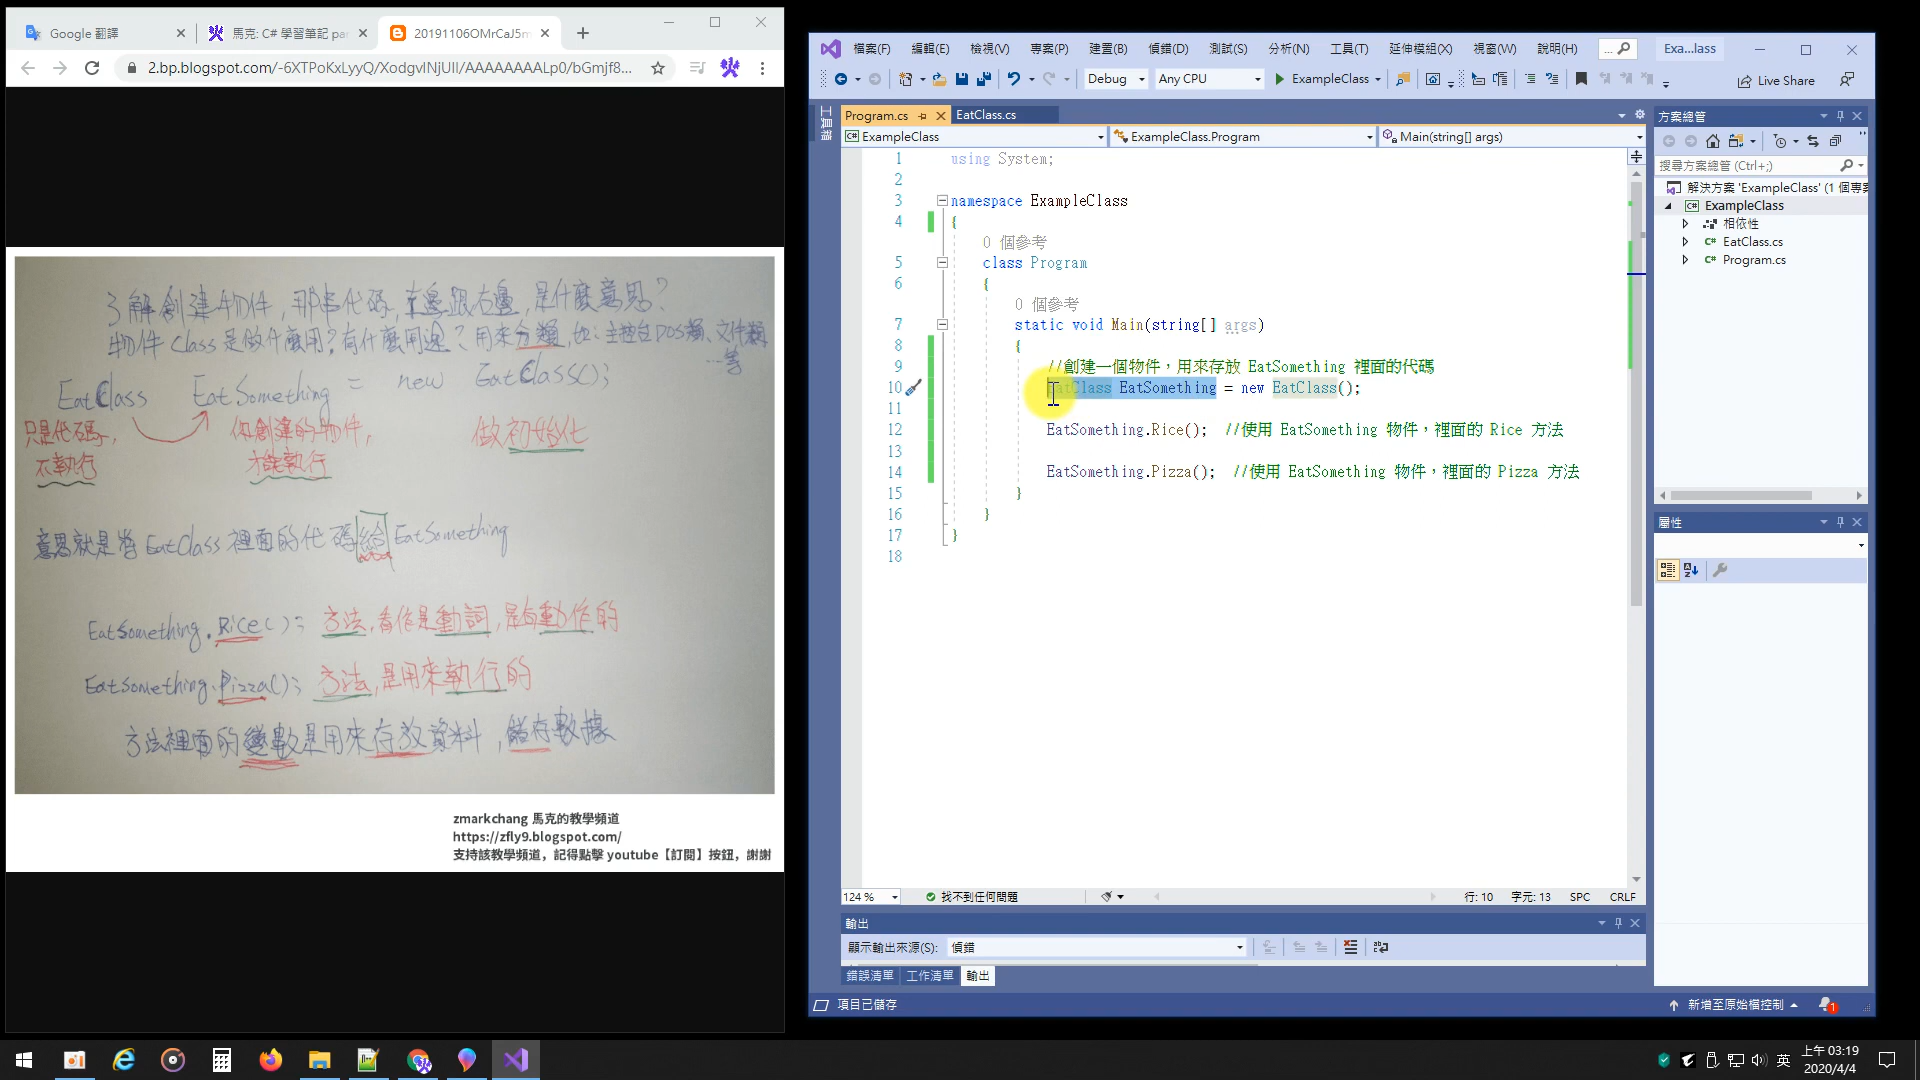 Google 翻譯
馬克: C# 學習筆記 par
20191106OMrCaJ5m
2.bp.blogspot.com/-6XTPoKxLyyQ/XodgvlNjUII/AAAAAAAALp0/bGmjf8...
了解創建物件,那串代碼,左邊跟右邊,是什麼意思?
物件 Class 是做什麼用?有什麼用途?用來分類,如:主控台DOS類、文件類
...等
EatClass EatSomething = new EatClass();
只是代碼, 你創建的物件, 做初始化
不執行 才能執行
意思就是將 EatClass 裡面的代碼給 EatSomething
EatSomething.Rice(); 方法,看作是動詞,是有動作的
EatSomething.Pizza(); 方法,是用來執行的
方法裡面的變數是用來存放資料,儲存數據
zmarkchang 馬克的教學頻道
https://zfly9.blogspot.com/
支持該教學頻道，記得點擊 youtube【訂閱】按鈕，謝謝
檔案(F) 編輯(E) 檢視(V) 專案(P) 建置(B) 偵錯(D) 測試(S) 分析(N) 工具(T) 延伸模組(X) 視窗(W) 說明(H) ... Exa...lass
Debug Any CPU ExampleClass Live Share
工具箱
Program.cs EatClass.cs
ExampleClass ExampleClass.Program Main(string[] args)
1 using System;
2
3 namespace ExampleClass
4 {
0 個參考
5 class Program
6 {
0 個參考
7 static void Main(string[] args)
8 {
9 //創建一個物件，用來存放 EatSomething 裡面的代碼
10 EatClass EatSomething = new EatClass();
11
12 EatSomething.Rice(); //使用 EatSomething 物件，裡面的 Rice 方法
13
14 EatSomething.Pizza(); //使用 EatSomething 物件，裡面的 Pizza 方法
15 }
16 }
17 }
18
124 % 找不到任何問題 行: 10 字元: 13 SPC CRLF
輸出
顯示輸出來源(S): 偵錯
錯誤清單 工作清單 輸出
項目已儲存 新增至原始檔控制 1
方案總管
搜尋方案總管 (Ctrl+;)
解決方案 'ExampleClass' (1 個專案
ExampleClass
相依性
EatClass.cs
Program.cs
屬性
英
上午 03:19
2020/4/4